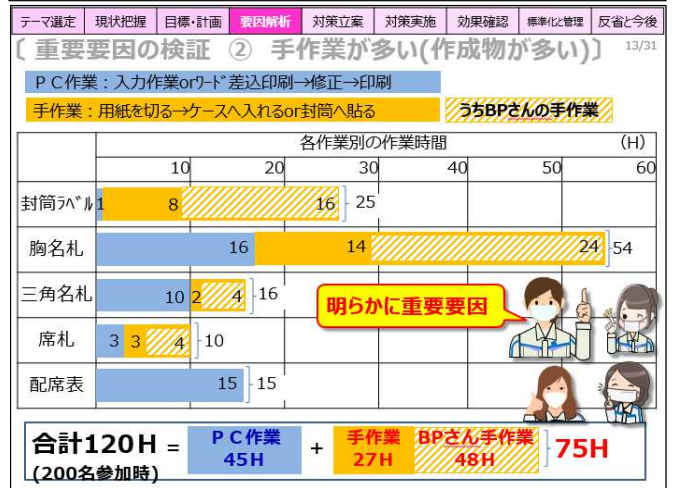 テーマ選定 現状把握 目標・計画 要因解析 対策立案 対策実施 効果確認 標準化と管理 反省と今後
〔 重要要因の検証 ② 手作業が多い(作成物が多い)〕 13/31
ＰＣ作業：入力作業orﾜｰﾄﾞ差込印刷→修正→印刷
手作業：用紙を切る→ケースへ入れるor封筒へ貼る うちBPさんの手作業
各作業別の作業時間 (H)
10 20 30 40 50 60
封筒ﾗﾍﾞﾙ 1 8 16 25
胸名札 16 14 24 54
三角名札 10 2 4 16
席札 3 3 4 10
配席表 15 15
明らかに重要要因
合計120H = ＰＣ作業 45H + 手作業 27H BPさん手作業 48H 75H
(200名参加時)